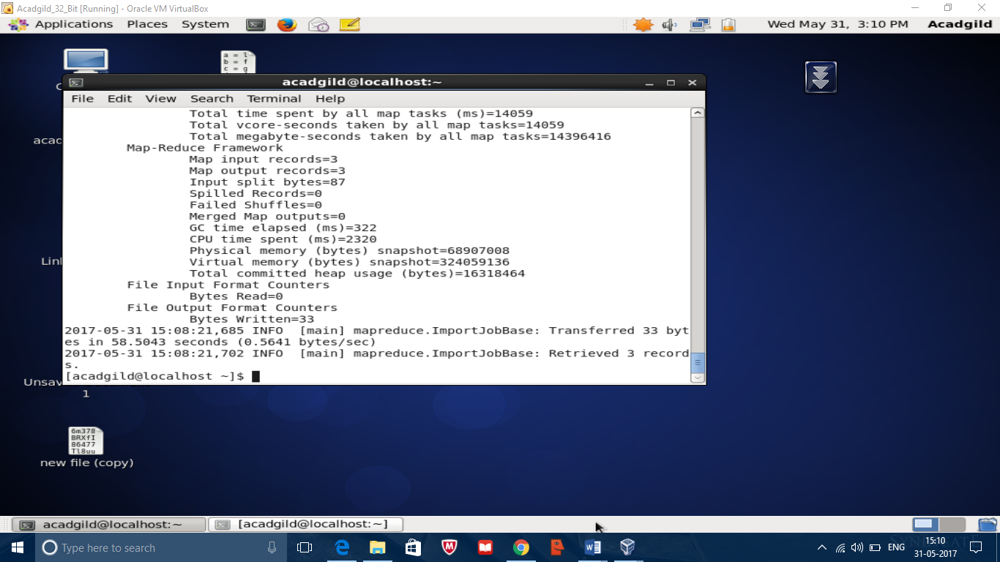 Acadgild_32_Bit [Running] - Oracle VM VirtualBox
Applications Places System Wed May 31, 3:10 PM Acadgild
a = l
b = f
c = g
acadgild@localhost:~
File Edit View Search Terminal Help
Total time spent by all map tasks (ms)=14059
Total vcore-seconds taken by all map tasks=14059
Total megabyte-seconds taken by all map tasks=14396416
Map-Reduce Framework
Map input records=3
Map output records=3
Input split bytes=87
Spilled Records=0
Failed Shuffles=0
Merged Map outputs=0
GC time elapsed (ms)=322
CPU time spent (ms)=2320
Physical memory (bytes) snapshot=68907008
Virtual memory (bytes) snapshot=324059136
Total committed heap usage (bytes)=16318464
File Input Format Counters
Bytes Read=0
File Output Format Counters
Bytes Written=33
2017-05-31 15:08:21,685 INFO  [main] mapreduce.ImportJobBase: Transferred 33 byt
es in 58.5043 seconds (0.5641 bytes/sec)
2017-05-31 15:08:21,702 INFO  [main] mapreduce.ImportJobBase: Retrieved 3 record
s.
[acadgild@localhost ~]$
acad
Lin
Unsav
1
6m378
BRXfI
86477
Tl8uu
new file (copy)
acadgild@localhost:~
[acadgild@localhost:~]
Type here to search
ENG
15:10
31-05-2017